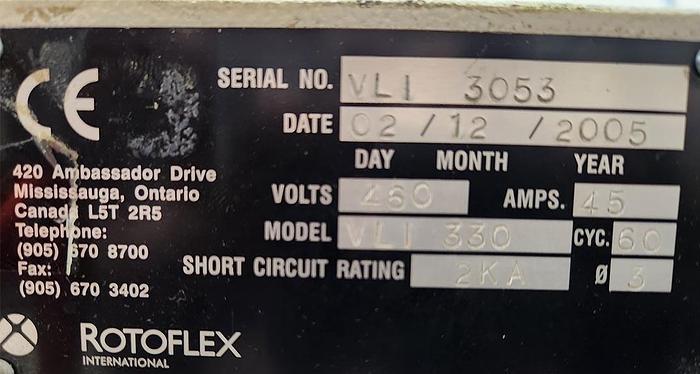 CE
SERIAL NO. VLI 3053
DATE 02 / 12 / 2005
DAY MONTH YEAR
VOLTS 460 AMPS. 45
MODEL VLI 330 CYC. 60
SHORT CIRCUIT RATING 2KA Ø 3
420 Ambassador Drive
Mississauga, Ontario
Canada L5T 2R5
Telephone:
(905) 670 8700
Fax:
(905) 670 3402
ROTOFLEX
INTERNATIONAL